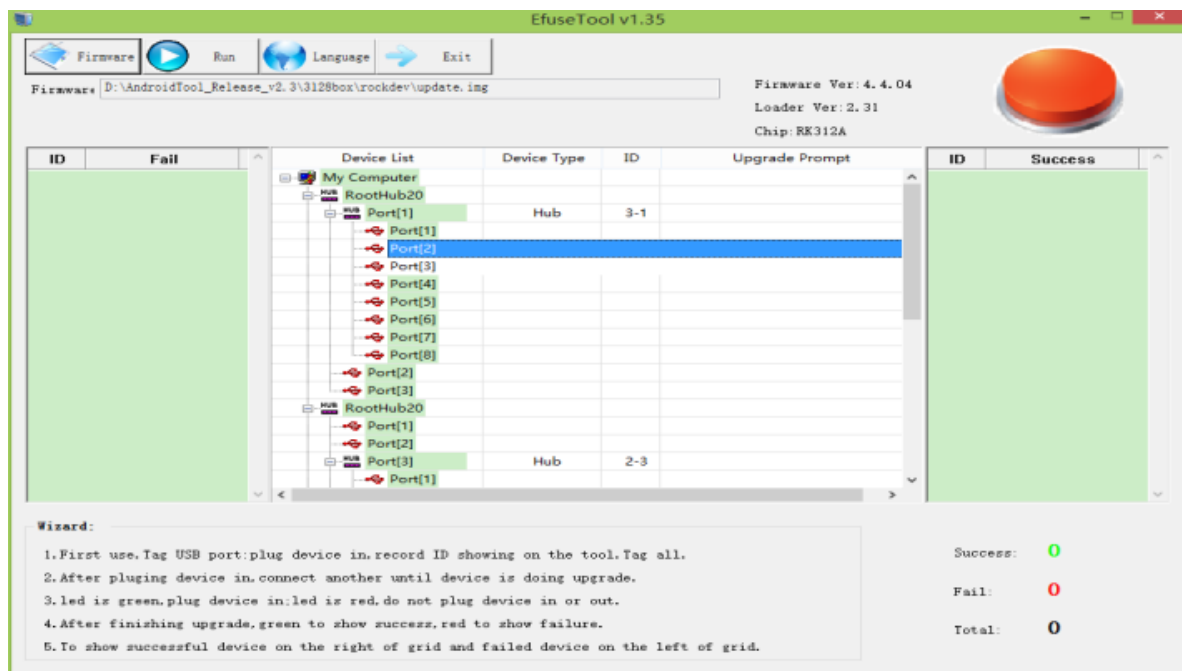 EfuseTool v1.35
Firmware Run Language Exit
Firmware D:\AndroidTool_Release_v2.3\3128box\rockdev\update.img
Firmware Ver:4.4.04
Loader Ver:2.31
Chip:RK312A
ID Fail Device List Device Type ID Upgrade Prompt ID Success
My Computer
HUB RootHub20
HUB Port[1] Hub 3-1
Port[1]
Port[2]
Port[3]
Port[4]
Port[5]
Port[6]
Port[7]
Port[8]
Port[2]
Port[3]
HUB RootHub20
Port[1]
Port[2]
HUB Port[3] Hub 2-3
Port[1]
Wizard:
1.First use.Tag USB port:plug device in.record ID showing on the tool.Tag all.
2.After pluging device in.connect another until device is doing upgrade.
3.led is green.plug device in;led is red.do not plug device in or out.
4.After finishing upgrade,green to show success,red to show failure.
5.To show successful device on the right of grid and failed device on the left of grid.
Success: 0
Fail: 0
Total: 0